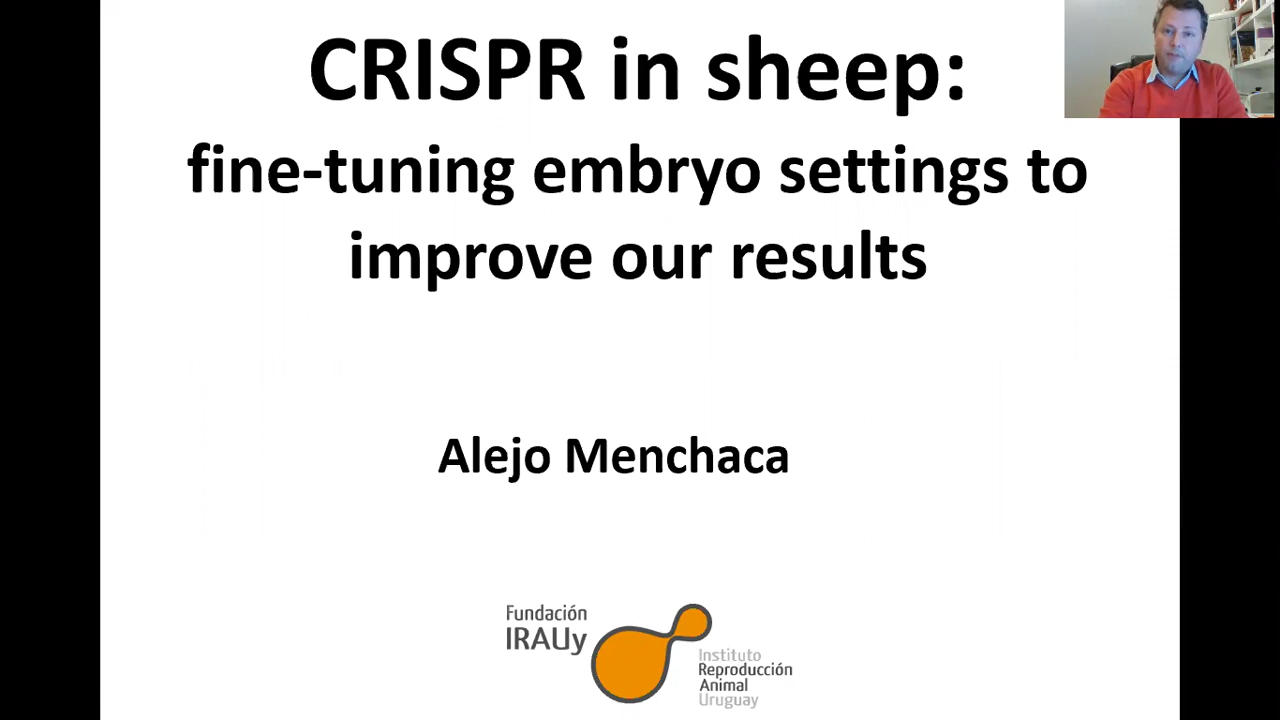 CRISPR in sheep:
fine-tuning embryo settings to
improve our results
Alejo Menchaca
Fundación
IRAUy
Instituto
Reproducción
Animal
Uruguay